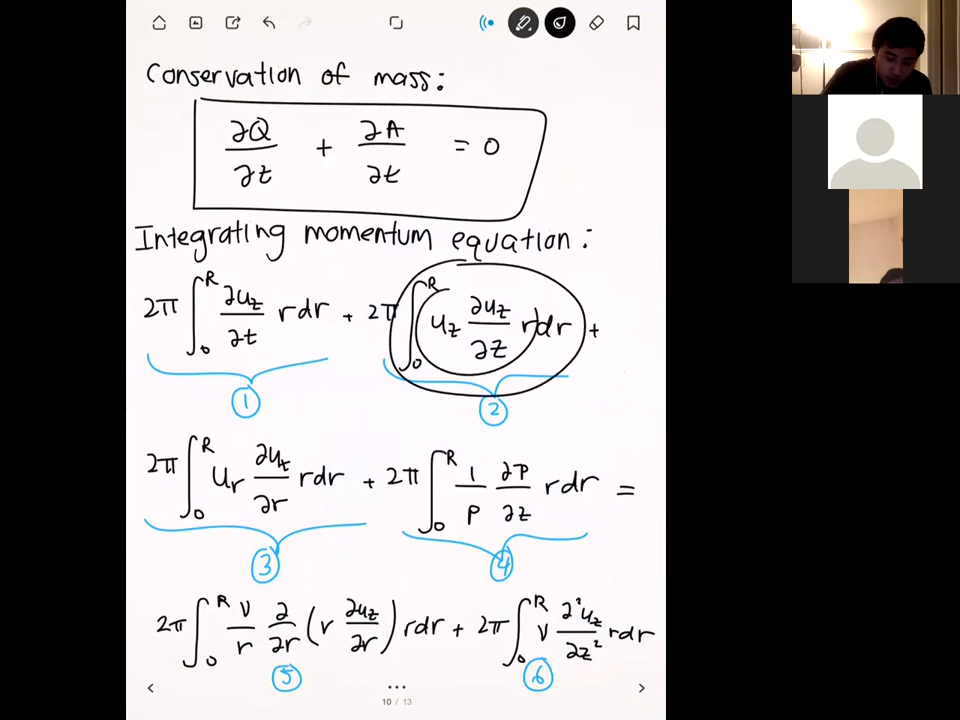 Conservation of mass:
∂Q/∂z + ∂A/∂t = 0
Integrating momentum equation:
2π ∫₀ᴿ ∂u_z/∂t r dr + 2π ∫₀ᴿ u_z ∂u_z/∂z r dr +
① ②
2π ∫₀ᴿ u_r ∂u_z/∂r r dr + 2π ∫₀ᴿ 1/ρ ∂P/∂z r dr =
③ ④
2π ∫₀ᴿ ν/r ∂/∂r (r ∂u_z/∂r) r dr + 2π ∫₀ᴿ ν ∂²u_z/∂z² r dr
⑤ ⑥
10 / 13